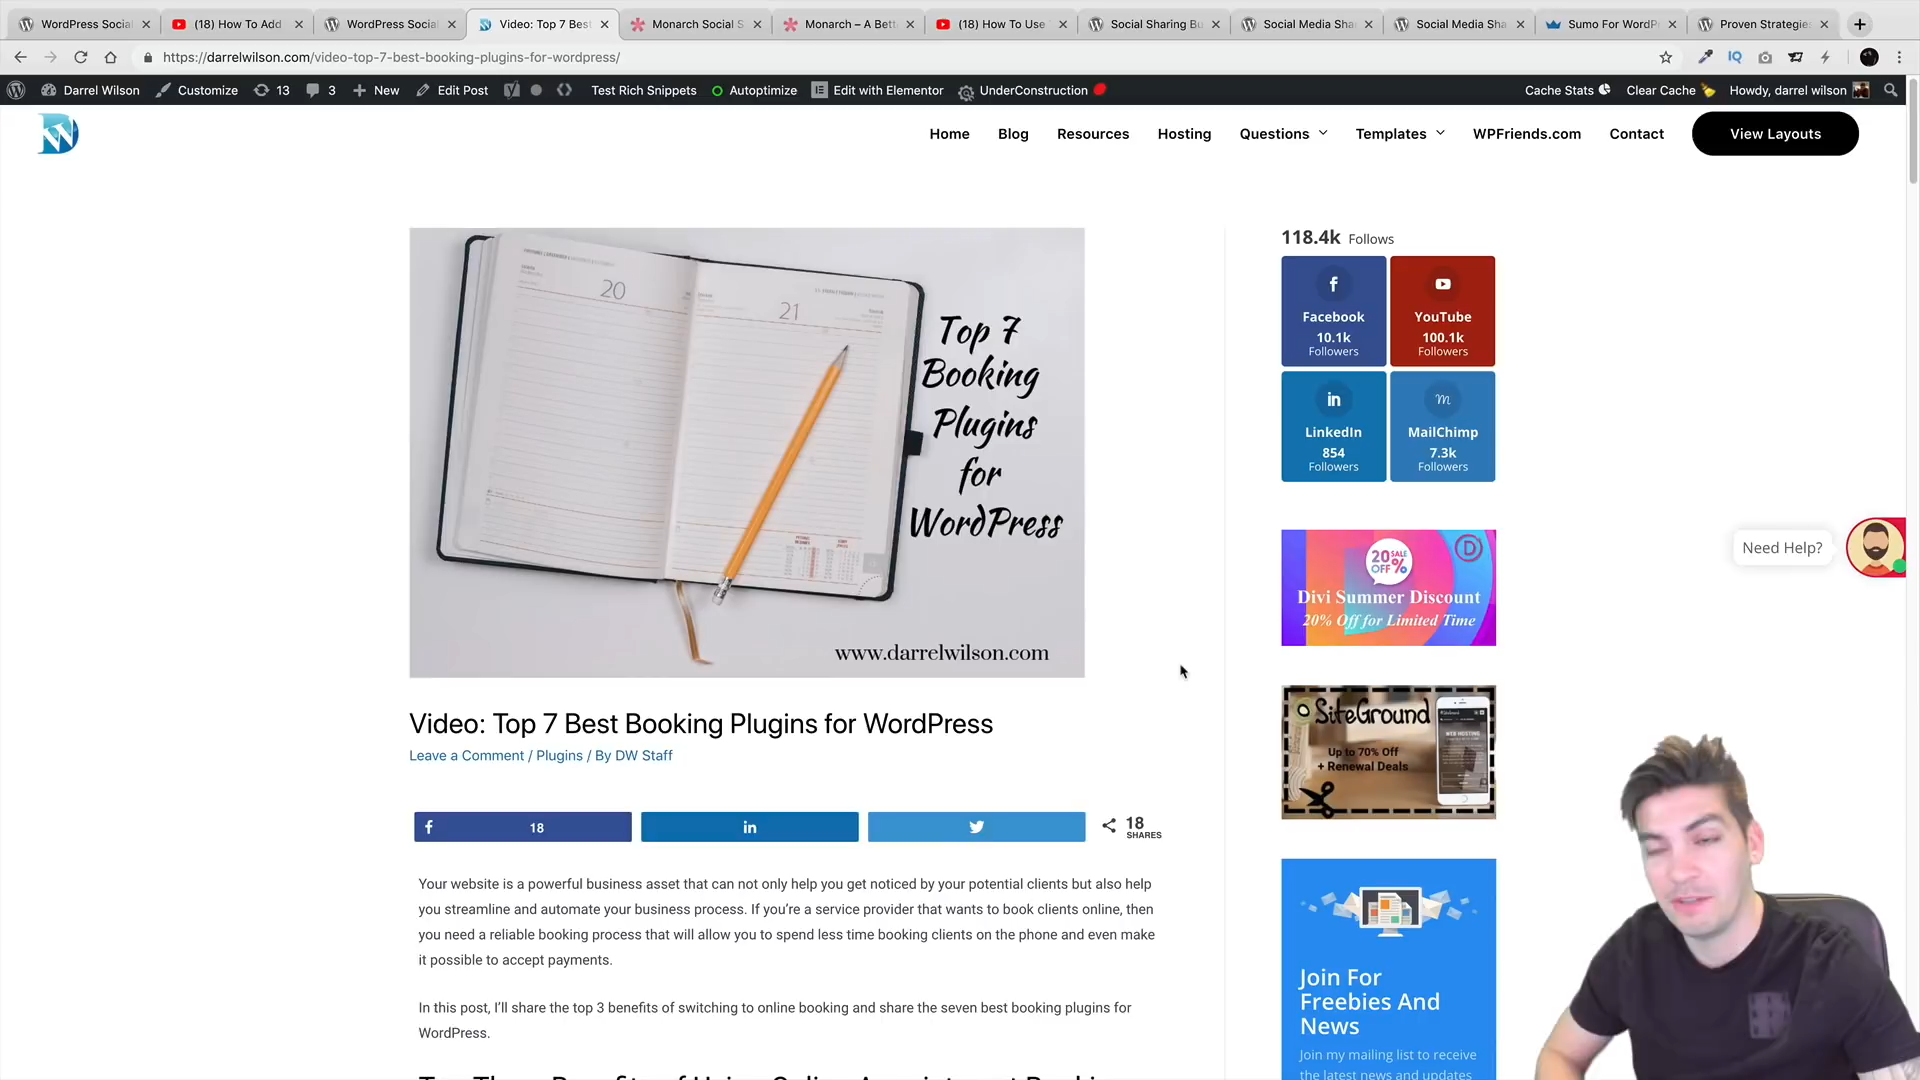 WordPress Social
(18) How To Add
WordPress Social
Video: Top 7 Best
Monarch Social S
Monarch – A Bett
(18) How To Use
Social Sharing Bu
Social Media Sha
Social Media Sha
Sumo For WordPr
Proven Strategies
https://darrelwilson.com/video-top-7-best-booking-plugins-for-wordpress/
Darrel Wilson
Customize
13
3
New
Edit Post
Test Rich Snippets
Autoptimize
Edit with Elementor
UnderConstruction
Cache Stats
Clear Cache
Howdy, darrel wilson
Home
Blog
Resources
Hosting
Questions
Templates
WPFriends.com
Contact
View Layouts
20
21
Top 7
Booking
Plugins
for
WordPress
www.darrelwilson.com
118.4k Follows
Facebook
10.1k
Followers
YouTube
100.1k
Followers
LinkedIn
854
Followers
MailChimp
7.3k
Followers
20% SALE
OFF
Divi Summer Discount
20% Off for Limited Time
Need Help?
SiteGround
Up to 70% Off
+ Renewal Deals
Video: Top 7 Best Booking Plugins for WordPress
Leave a Comment / Plugins / By DW Staff
18
18
SHARES
Your website is a powerful business asset that can not only help you get noticed by your potential clients but also help
you streamline and automate your business process. If you're a service provider that wants to book clients online, then
you need a reliable booking process that will allow you to spend less time booking clients on the phone and even make
it possible to accept payments.
In this post, I'll share the top 3 benefits of switching to online booking and share the seven best booking plugins for
WordPress.
Join For
Freebies And
News
Join my mailing list to receive
the latest news and updates